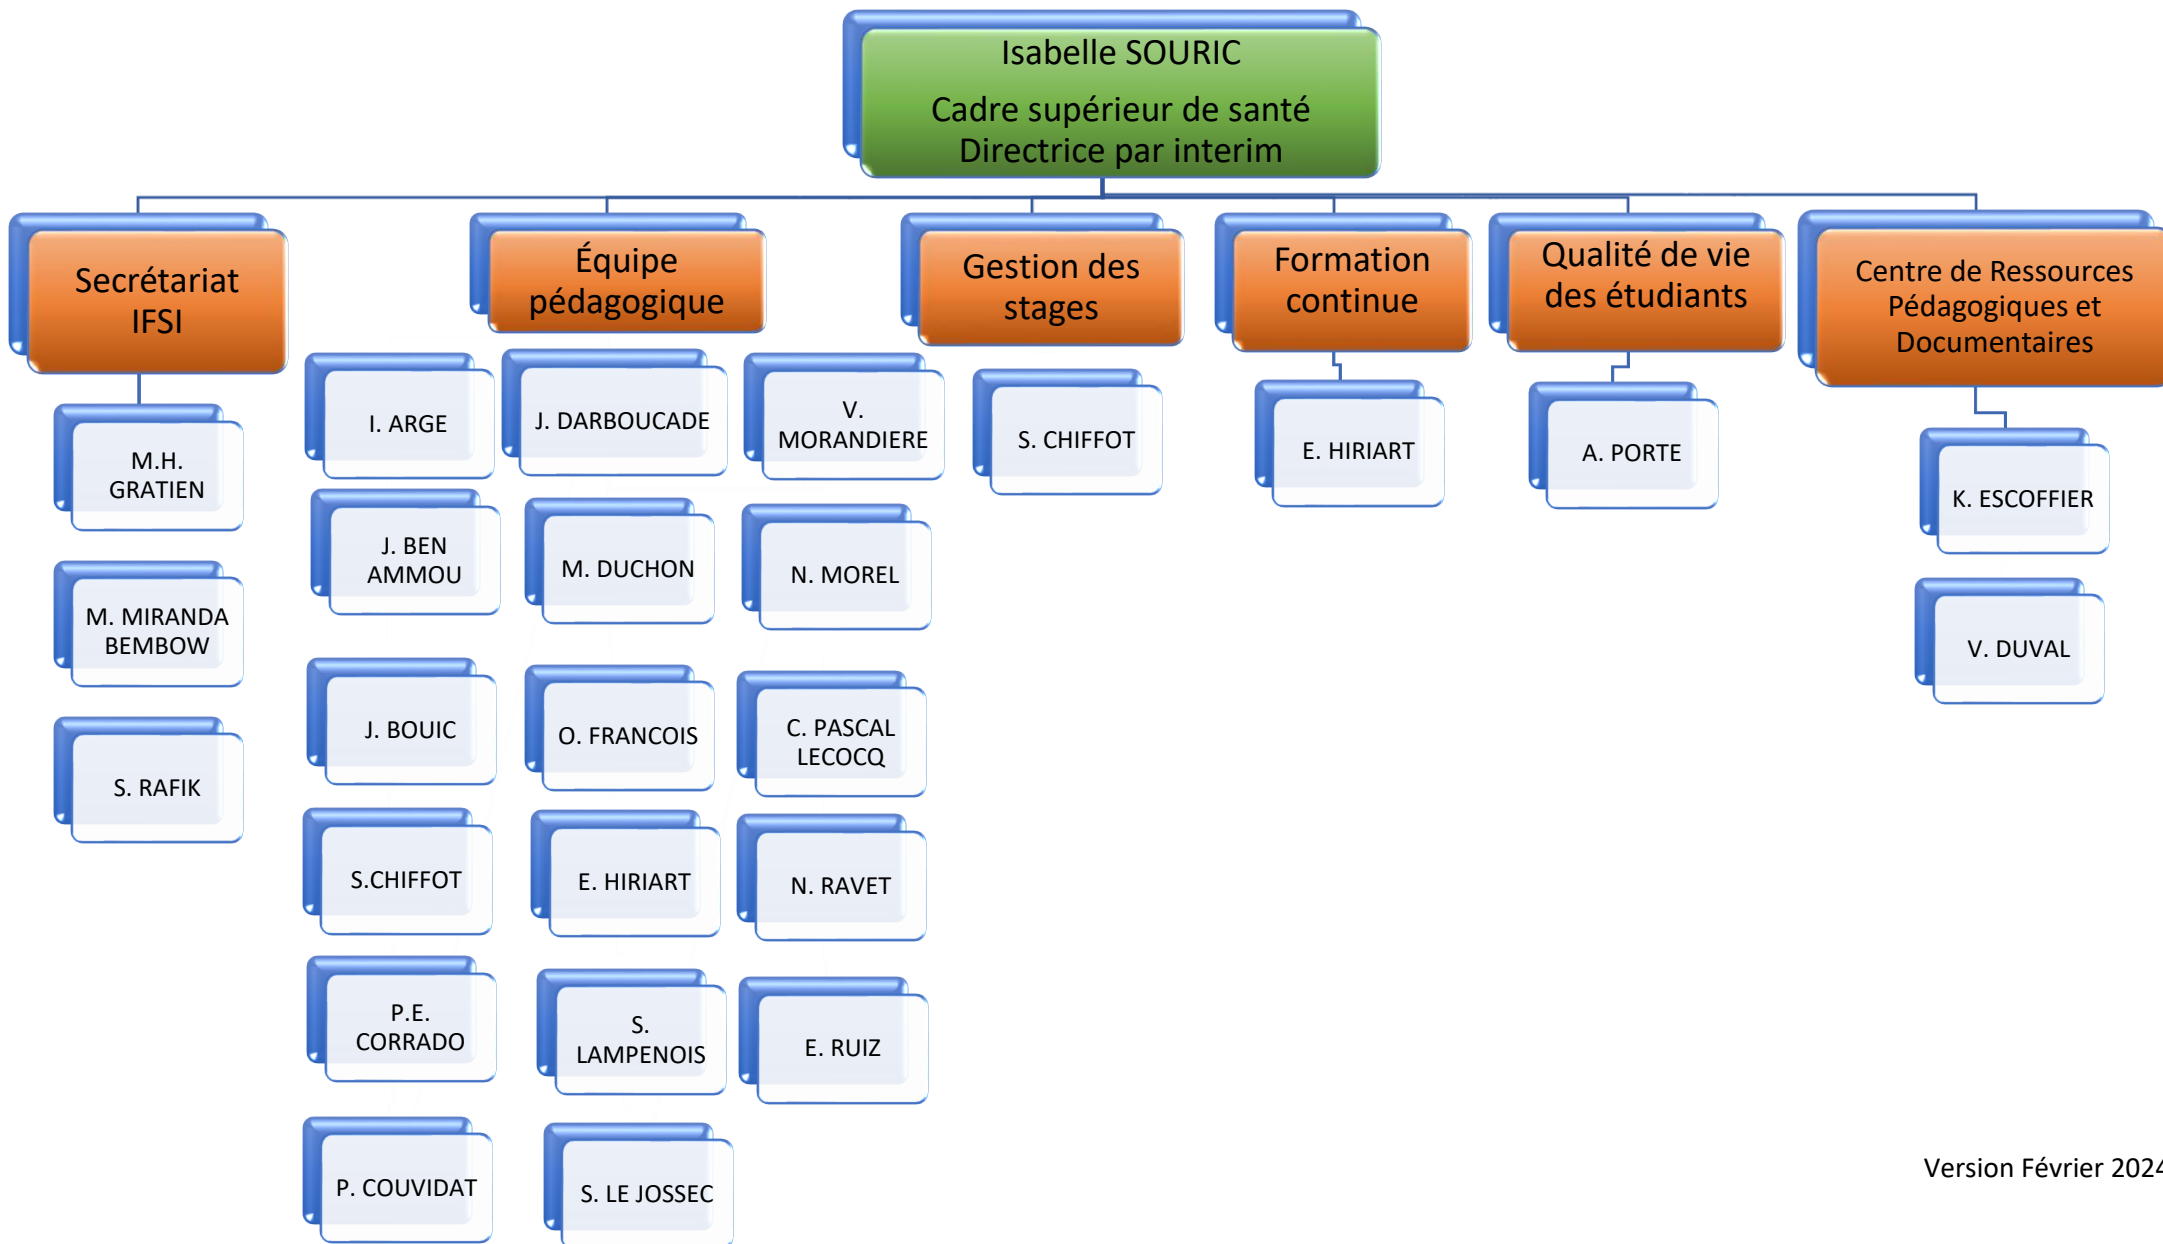 Isabelle SOURIC
Cadre supérieur de santé
Directrice par interim
Secrétariat
IFSI
Équipe
pédagogique
Gestion des
stages
Formation
continue
Qualité de vie
des étudiants
Centre de Ressources
Pédagogiques et
Documentaires
M.H.
GRATIEN
M. MIRANDA
BEMBOW
S. RAFIK
I. ARGE
J. BEN
AMMOU
J. BOUIC
S.CHIFFOT
P.E.
CORRADO
P. COUVIDAT
J. DARBOUCADE
M. DUCHON
O. FRANCOIS
E. HIRIART
S.
LAMPENOIS
S. LE JOSSEC
V.
MORANDIERE
N. MOREL
C. PASCAL
LECOCQ
N. RAVET
E. RUIZ
S. CHIFFOT
E. HIRIART
A. PORTE
K. ESCOFFIER
V. DUVAL
Version Février 2024